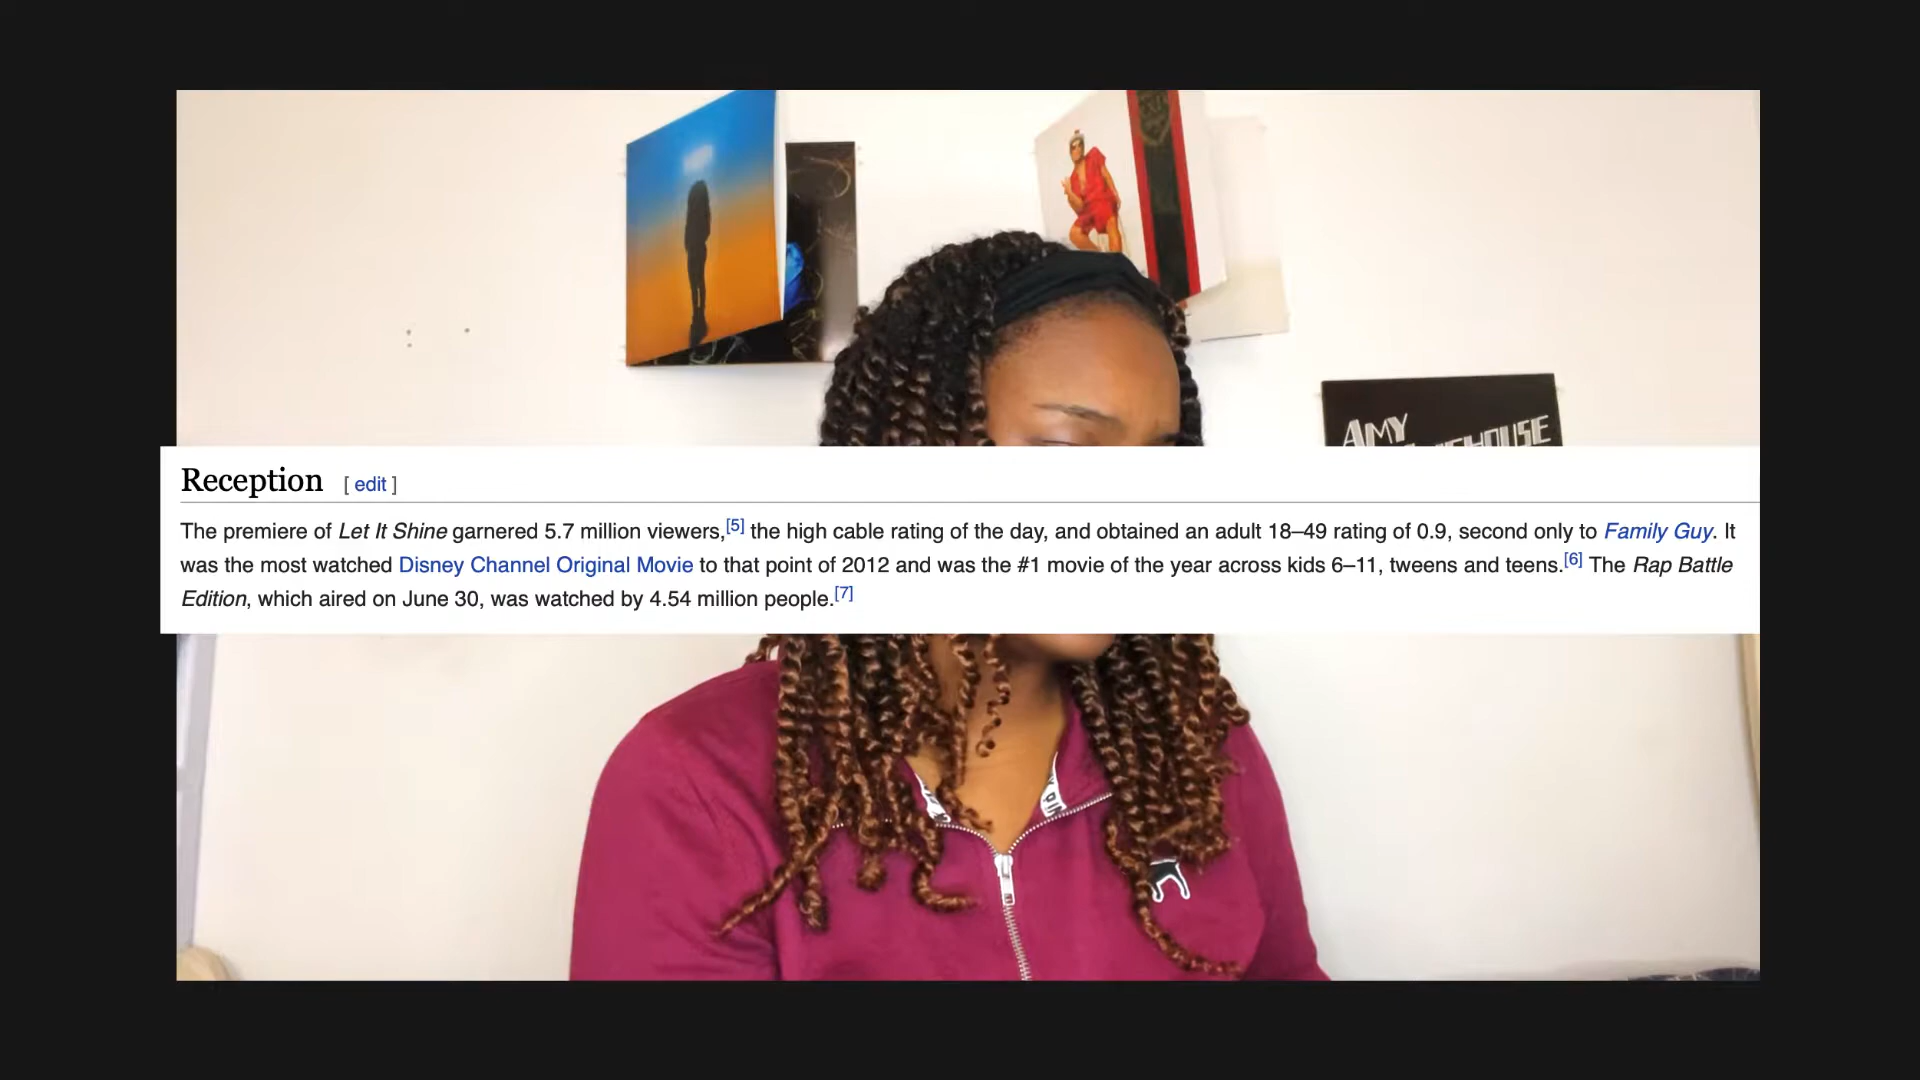 AMY
Reception [ edit ]
The premiere of Let It Shine garnered 5.7 million viewers,[5] the high cable rating of the day, and obtained an adult 18–49 rating of 0.9, second only to Family Guy. It
was the most watched Disney Channel Original Movie to that point of 2012 and was the #1 movie of the year across kids 6–11, tweens and teens.[6] The Rap Battle
Edition, which aired on June 30, was watched by 4.54 million people.[7]